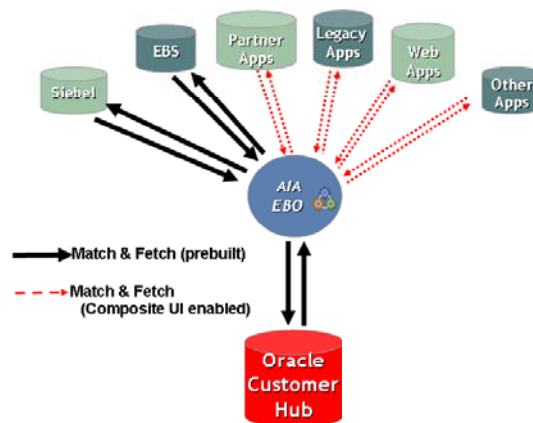 Siebel
EBS
Partner
Apps
Legacy
Apps
Web
Apps
Other
Apps
AIA
EBO
Match & Fetch (prebuilt)
Match & Fetch
(Composite UI enabled)
Oracle
Customer
Hub